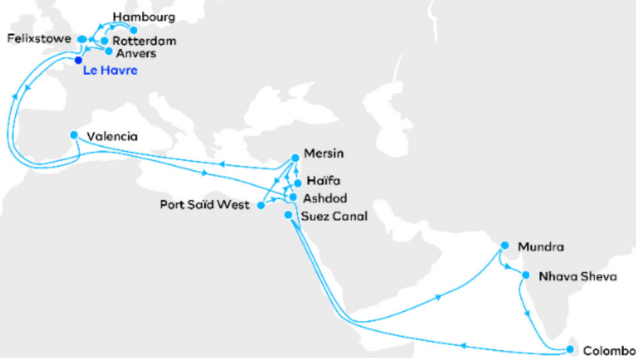 Hambourg
Felixstowe
Rotterdam
Anvers
Le Havre
Valencia
Mersin
Haïfa
Ashdod
Port Saïd West
Suez Canal
Mundra
Nhava Sheva
Colombo